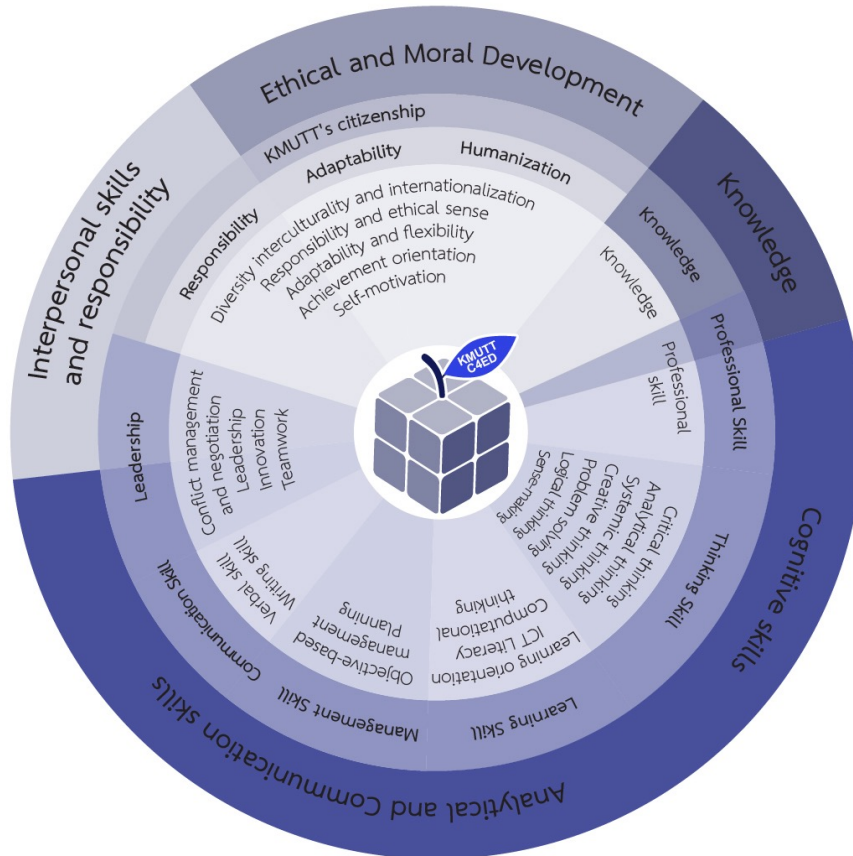 Ethical and Moral Development
KMUTT's citizenship
Adaptability
Humanization
Responsibility
Diversity interculturality and internationalization
Responsibility and ethical sense
Adaptability and flexibility
Achievement orientation
Self-motivation
Knowledge
Knowledge
Knowledge
Cognitive skills
Professional Skill
Professional
skill
Thinking Skill
Critical thinking
Analytical thinking
Systemic thinking
Creative thinking
Problem solving
Logical thinking
Sense-making
Analytical and Communication skills
Learning Skill
Learning orientation
ICT Literacy
Computational
thinking
Management Skill
Objective-based
management
Planning
Communication Skill
Verbal skill
Writing skill
Interpersonal skills
and responsibility
Leadership
Conflict management
and negotiation
Leadership
Innovation
Teamwork
KMUTT
C4ED